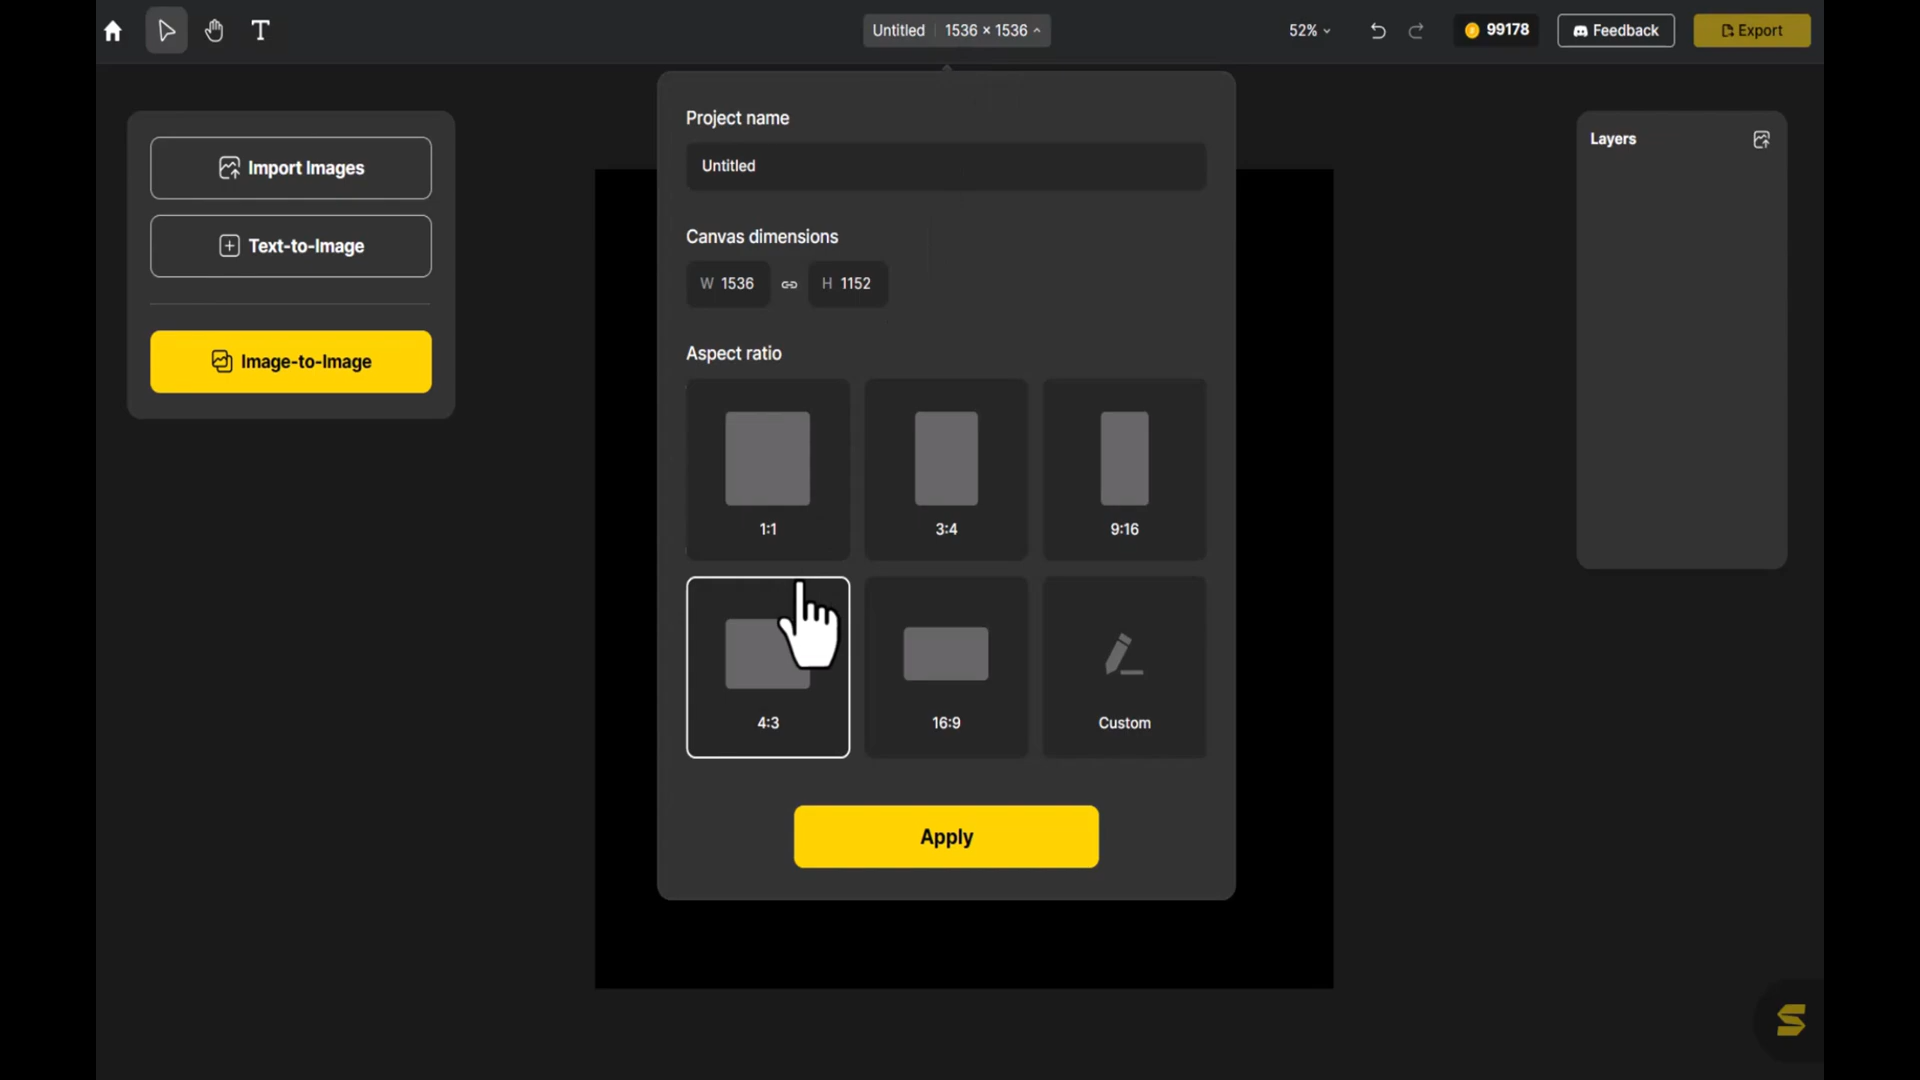 Untitled 1536 × 1536
52%
99178
Feedback
Export
Import Images
Text-to-Image
Image-to-Image
Project name
Untitled
Canvas dimensions
W 1536 H 1152
Aspect ratio
1:1 3:4 9:16
4:3 16:9 Custom
Apply
Layers